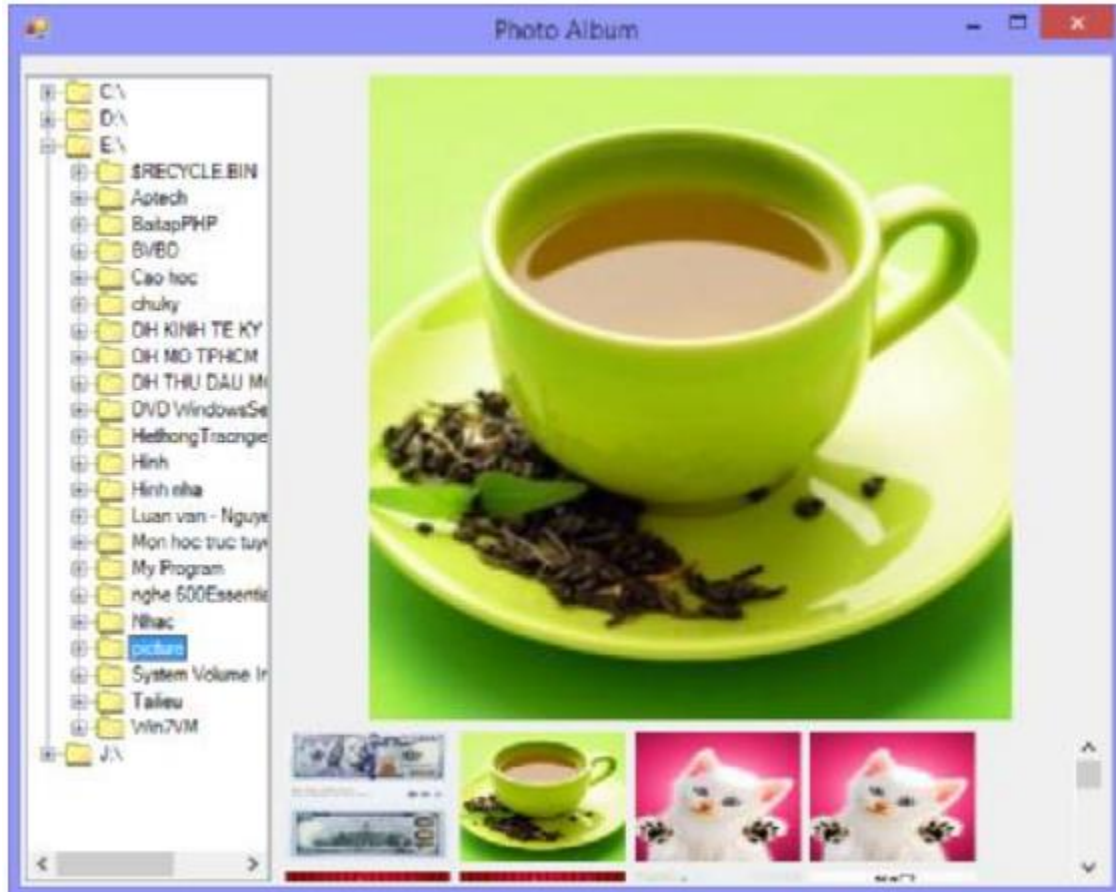 Photo Album
C:\
D:\
E:\
$RECYCLE.BIN
Aptech
BaitapPHP
BVBD
Cao hoc
chuky
DH KINH TE KY
DH MO TPHCM
DH THU DAU M
DVD WindowsSe
HethongTracngie
Hinh
Hinh nha
Luan van - Nguye
Mon hoc truc tuy
My Program
nghe 600Essentia
Nhac
picture
System Volume In
Tailieu
Win7VM
J:\
100